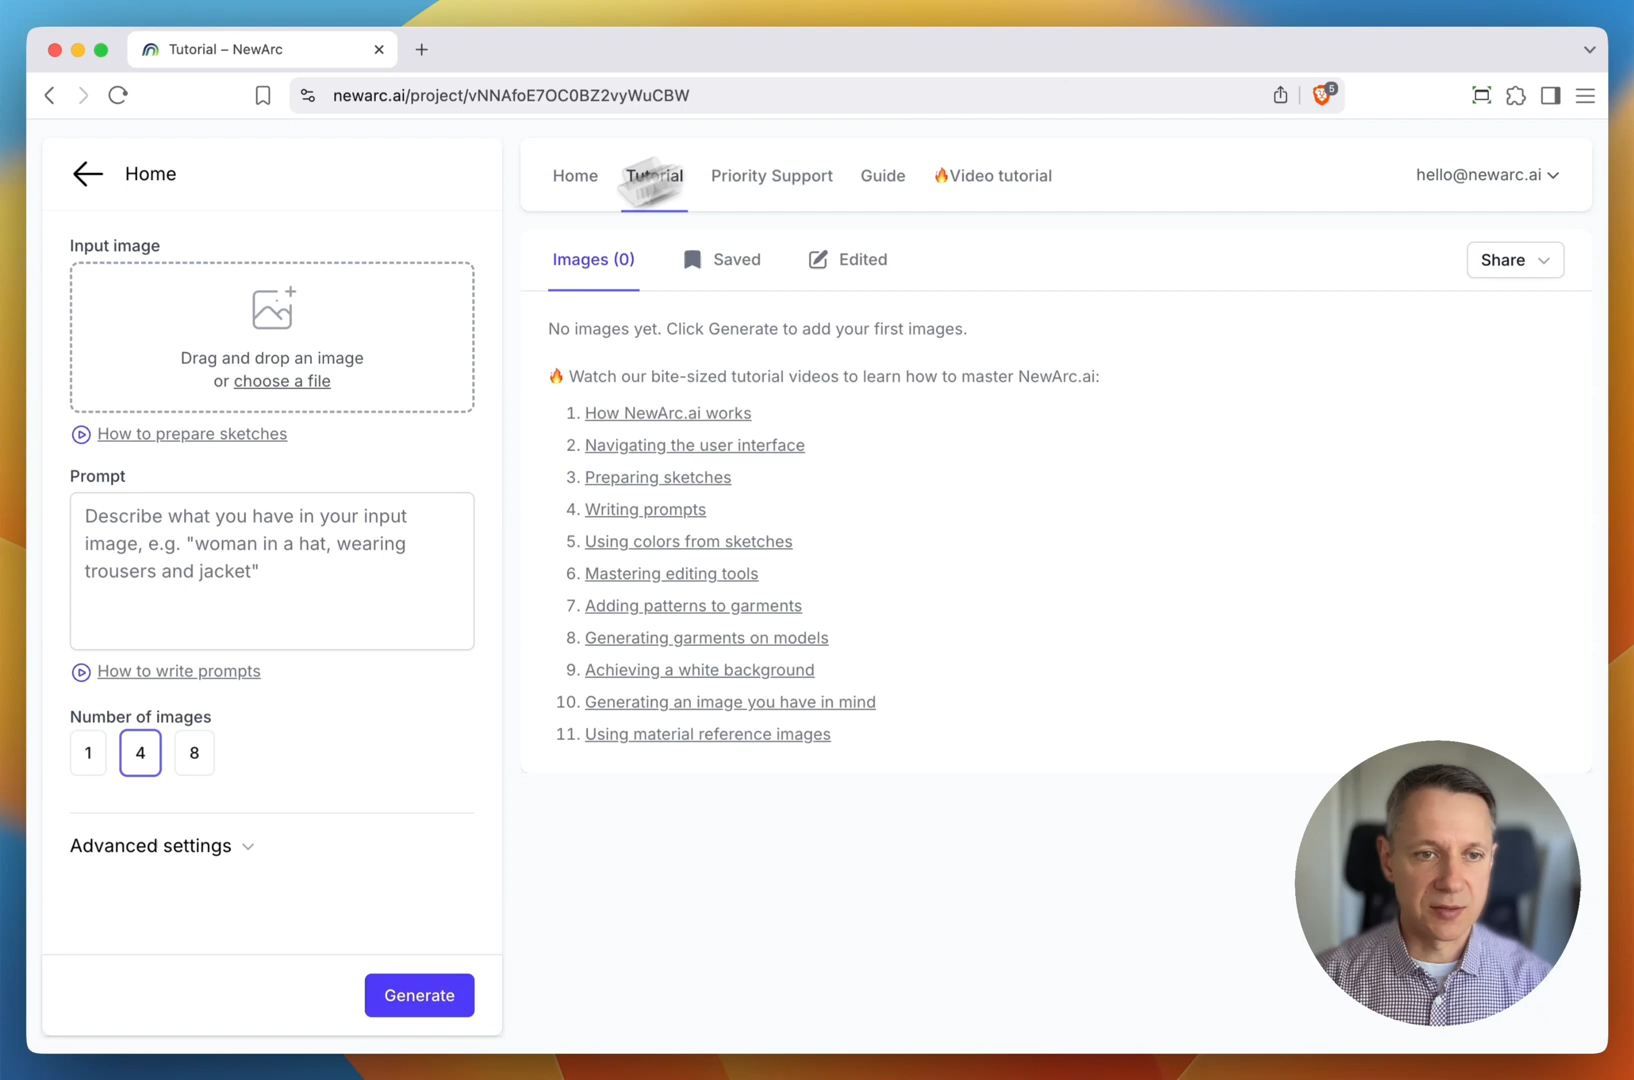 Tutorial – NewArc
newarc.ai/project/vNNAfoE7OC0BZ2vyWuCBW
5
Home
Home
Tutorial
Priority Support
Guide
🔥Video tutorial
hello@newarc.ai
Input image
Drag and drop an image
or choose a file
How to prepare sketches
Prompt
Describe what you have in your input
image, e.g. "woman in a hat, wearing
trousers and jacket"
How to write prompts
Number of images
1 4 8
Advanced settings
Generate
Images (0)
Saved
Edited
Share
No images yet. Click Generate to add your first images.
🔥 Watch our bite-sized tutorial videos to learn how to master NewArc.ai:
1. How NewArc.ai works
2. Navigating the user interface
3. Preparing sketches
4. Writing prompts
5. Using colors from sketches
6. Mastering editing tools
7. Adding patterns to garments
8. Generating garments on models
9. Achieving a white background
10. Generating an image you have in mind
11. Using material reference images